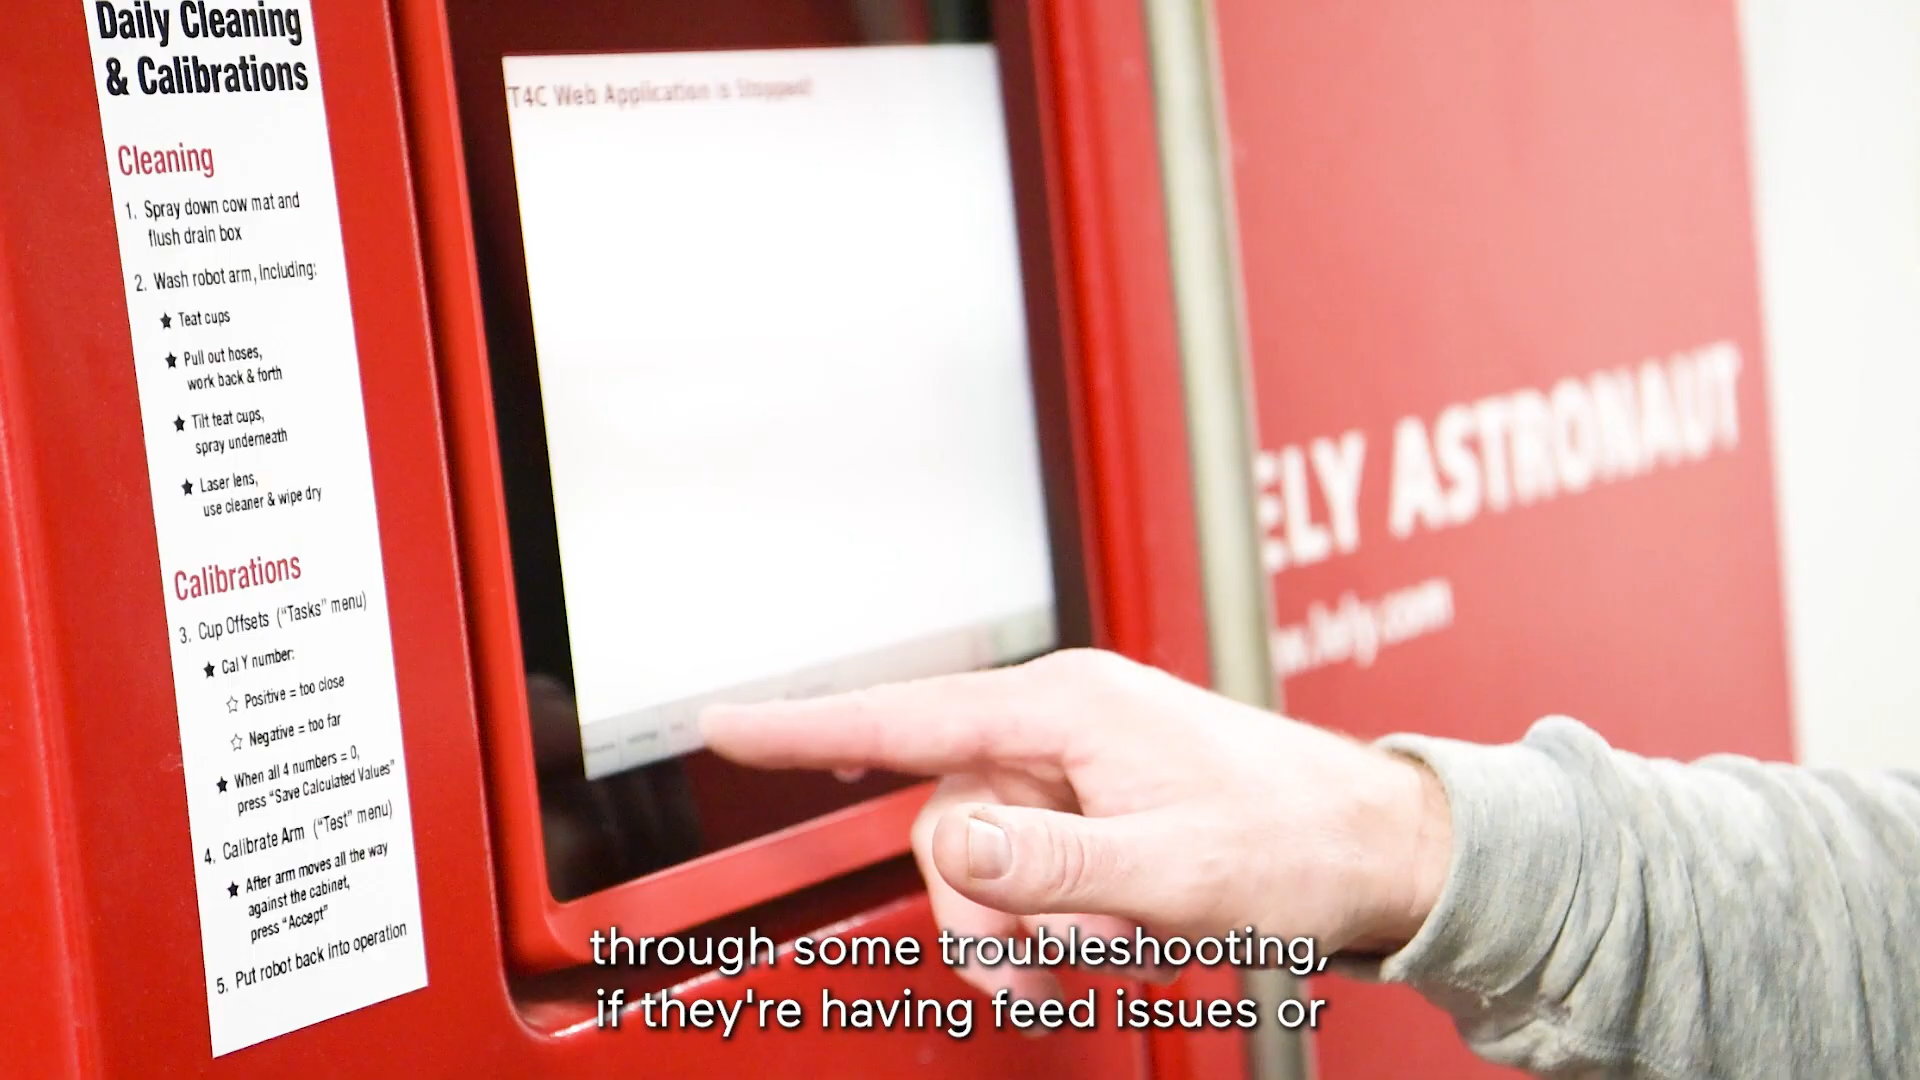 Daily Cleaning
& Calibrations
Cleaning
1. Spray down cow mat and
flush drain box
2. Wash robot arm, including:
★ Teat cups
★ Pull out hoses,
work back & forth
★ Tilt teat cups,
spray underneath
★ Laser lens,
use cleaner & wipe dry
Calibrations
3. Cup Offsets ("Tasks" menu)
★ Cal Y number:
☆ Positive = too close
☆ Negative = too far
★ When all 4 numbers = 0,
press "Save Calculated Values"
4. Calibrate Arm ("Test" menu)
★ After arm moves all the way
against the cabinet,
press "Accept"
5. Put robot back into operation
T4C Web Application is Stopped!
ELY ASTRONAUT
w.lely.com
through some troubleshooting,
if they're having feed issues or